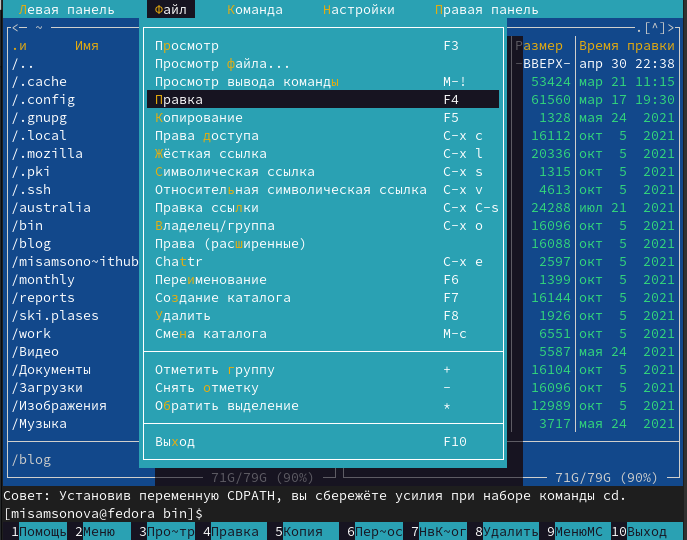 Левая панель Файл Команда Настройки Правая панель
<— ~ .[^]>
.и Имя
Размер Время правки
/.. -ВВЕРХ- апр 30 22:38
/.cache 53424 мар 21 11:15
/.config 61560 мар 17 19:30
/.gnupg 1328 мая 24 2021
/.local 16112 окт 5 2021
/.mozilla 20336 окт 5 2021
/.pki 1315 окт 5 2021
/.ssh 4613 окт 5 2021
/australia 24288 июл 21 2021
/bin 16096 окт 5 2021
/blog 16088 окт 5 2021
/misamsono~ithub 2597 окт 5 2021
/monthly 1399 окт 5 2021
/reports 16144 окт 5 2021
/ski.plases 1926 окт 5 2021
/work 6551 окт 5 2021
/Видео 5587 мая 24 2021
/Документы 16104 окт 5 2021
/Загрузки 16096 окт 5 2021
/Изображения 12989 окт 5 2021
/Музыка 3717 мая 24 2021
/blog
71G/79G (90%) 71G/79G (90%)
Просмотр F3
Просмотр файла...
Просмотр вывода команды M-!
Правка F4
Копирование F5
Права доступа C-x c
Жёсткая ссылка C-x l
Символическая ссылка C-x s
Относительная символическая ссылка C-x v
Правка ссылки C-x C-s
Владелец/группа C-x o
Права (расширенные)
Chattr C-x e
Переименование F6
Создание каталога F7
Удалить F8
Смена каталога M-c
Отметить группу +
Снять отметку -
Обратить выделение *
Выход F10
Совет: Установив переменную CDPATH, вы сбережёте усилия при наборе команды cd.
[misamsonova@fedora bin]$
1Помощь 2Меню 3Про~тр 4Правка 5Копия 6Пер~ос 7НвК~ог 8Удалить 9МенюMC 10Выход